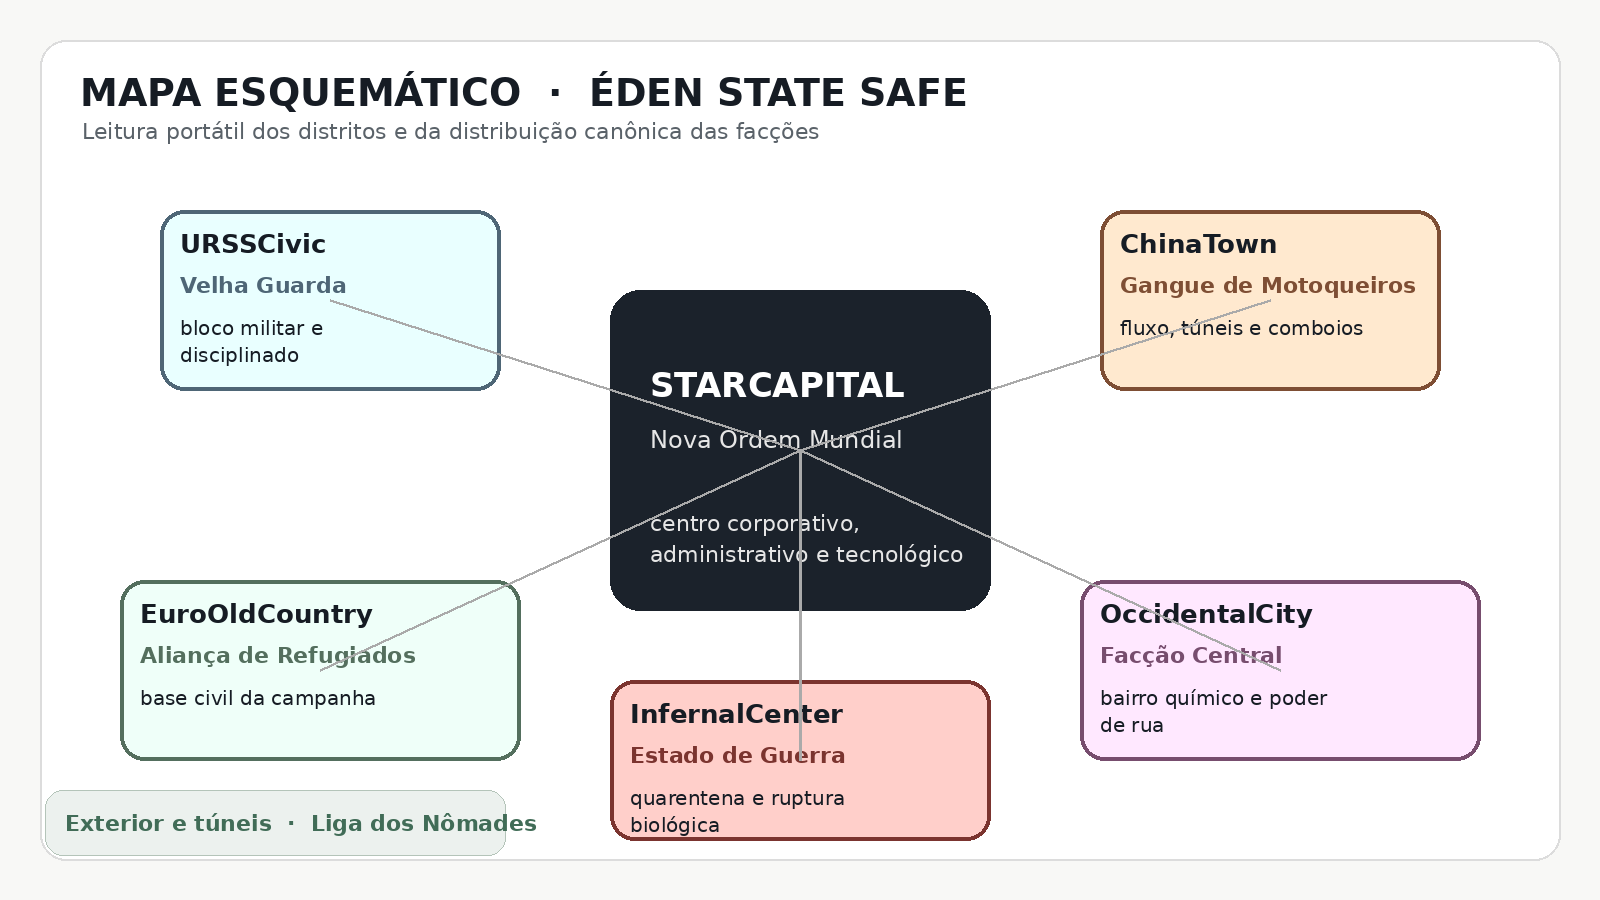 MAPA ESQUEMÁTICO · ÉDEN STATE SAFE
Leitura portátil dos distritos e da distribuição canônica das facções
URSSCivic
Velha Guarda
bloco militar e
disciplinado
ChinaTown
Gangue de Motoqueiros
fluxo, túneis e comboios
STARCAPITAL
Nova Ordem Mundial
centro corporativo,
administrativo e tecnológico
EuroOldCountry
Aliança de Refugiados
base civil da campanha
InfernalCenter
Estado de Guerra
quarentena e ruptura
biológica
OccidentalCity
Facção Central
bairro químico e poder
de rua
Exterior e túneis · Liga dos Nômades